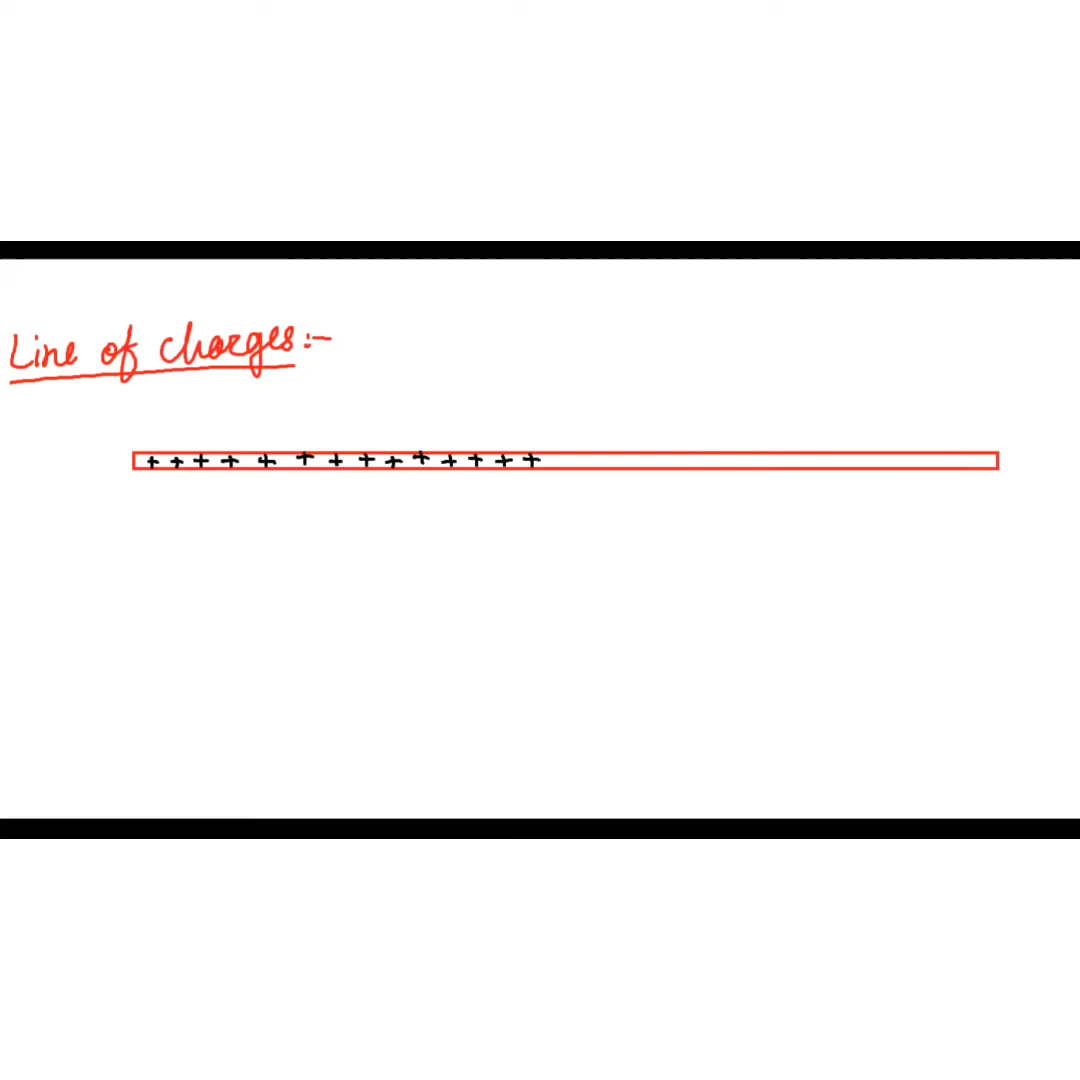 Line of charges:-
+ + + + + + + + + + + + + +